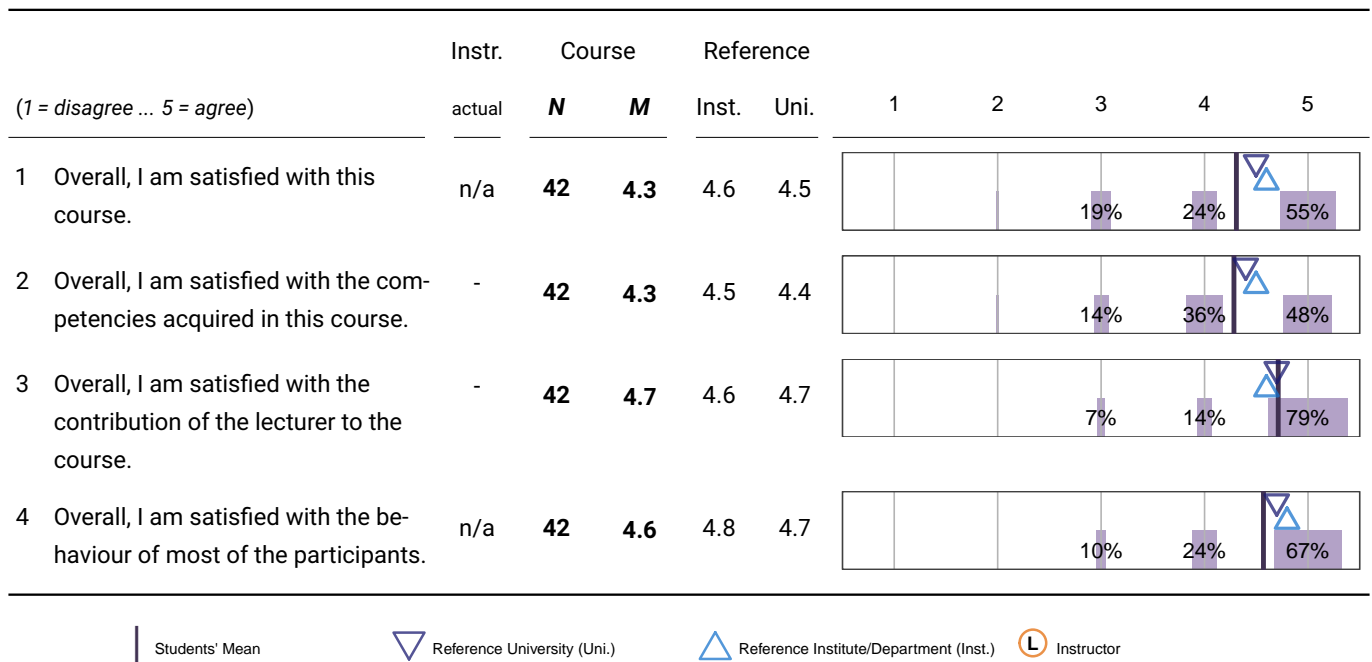 Instr. Course Reference
(1 = disagree ... 5 = agree) actual N M Inst. Uni. 1 2 3 4 5
1 Overall, I am satisfied with this
course.
n/a 42 4.3 4.6 4.5 19% 24% 55%
2 Overall, I am satisfied with the com-
petencies acquired in this course.
- 42 4.3 4.5 4.4 14% 36% 48%
3 Overall, I am satisfied with the
contribution of the lecturer to the
course.
- 42 4.7 4.6 4.7 7% 14% 79%
4 Overall, I am satisfied with the be-
haviour of most of the participants.
n/a 42 4.6 4.8 4.7 10% 24% 67%
Students' Mean Reference University (Uni.) Reference Institute/Department (Inst.) L Instructor